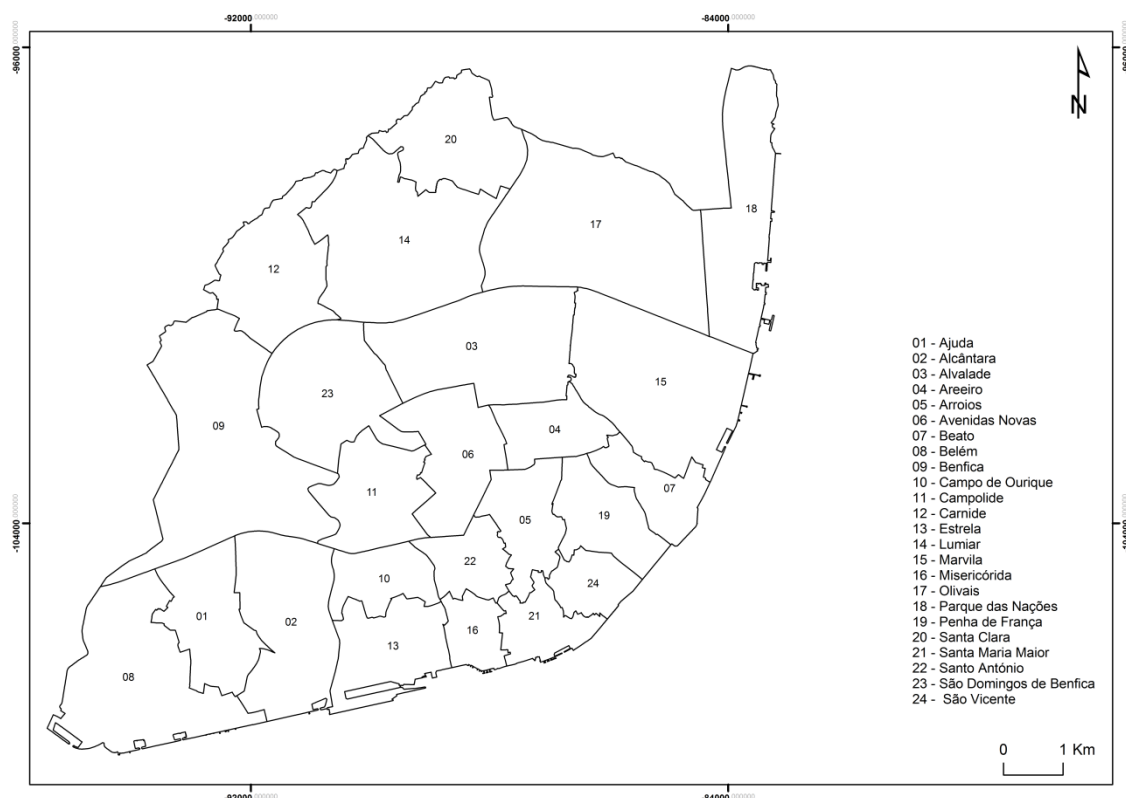 -92000.000000
-84000.000000
-96000.000000
-96000.000000
N
20
18
17
14
12
03
15
23
09
04
06
07
11
19
05
24
22
10
01
02
21
16
13
08
01 - Ajuda
02 - Alcântara
03 - Alvalade
04 - Areeiro
05 - Arroios
06 - Avenidas Novas
07 - Beato
08 - Belém
09 - Benfica
10 - Campo de Ourique
11 - Campolide
12 - Carnide
13 - Estrela
14 - Lumiar
15 - Marvila
16 - Misericórida
17 - Olivais
18 - Parque das Nações
19 - Penha de França
20 - Santa Clara
21 - Santa Maria Maior
22 - Santo António
23 - São Domingos de Benfica
24 - São Vicente
-104000.000000
-104000.000000
0 1 Km
-92000.000000
-84000.000000